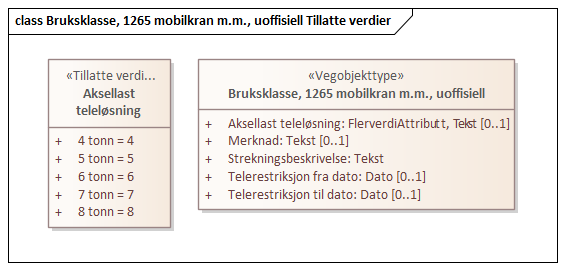 class Bruksklasse, 1265 mobilkran m.m., uoffisiell Tillatte verdier
«Tillatte verdi...
Aksellast
teleløsning
+ 4 tonn = 4
+ 5 tonn = 5
+ 6 tonn = 6
+ 7 tonn = 7
+ 8 tonn = 8
«Vegobjekttype»
Bruksklasse, 1265 mobilkran m.m., uoffisiell
+ Aksellast teleløsning: FlerverdiAttributt, Tekst [0..1]
+ Merknad: Tekst [0..1]
+ Strekningsbeskrivelse: Tekst
+ Telerestriksjon fra dato: Dato [0..1]
+ Telerestriksjon til dato: Dato [0..1]